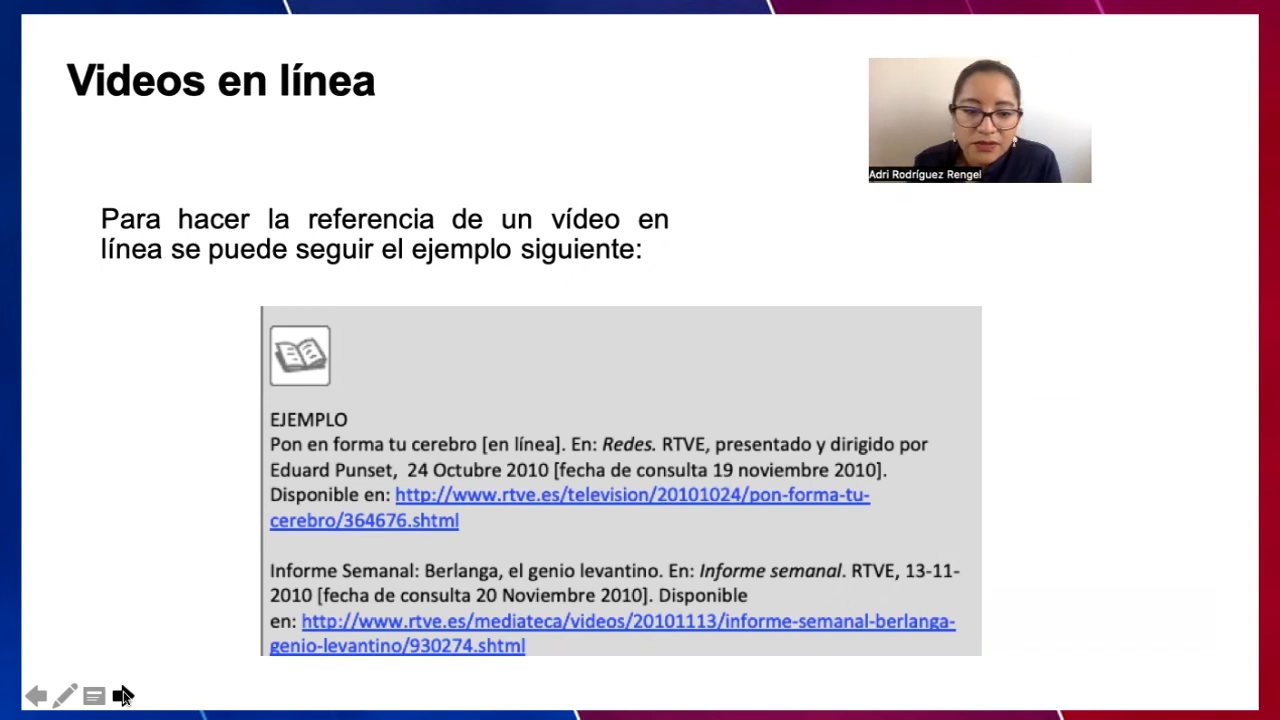 Videos en línea
Adri Rodríguez Rengel
Para hacer la referencia de un vídeo en
línea se puede seguir el ejemplo siguiente:
EJEMPLO
Pon en forma tu cerebro [en línea]. En: Redes. RTVE, presentado y dirigido por
Eduard Punset, 24 Octubre 2010 [fecha de consulta 19 noviembre 2010].
Disponible en: http://www.rtve.es/television/20101024/pon-forma-tu-
cerebro/364676.shtml
Informe Semanal: Berlanga, el genio levantino. En: Informe semanal. RTVE, 13-11-
2010 [fecha de consulta 20 Noviembre 2010]. Disponible
en: http://www.rtve.es/mediateca/videos/20101113/informe-semanal-berlanga-
genio-levantino/930274.shtml